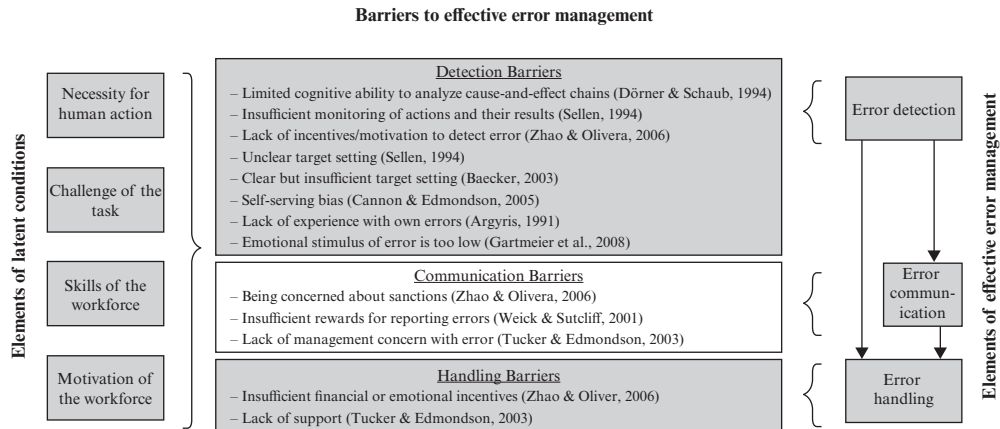 Barriers to effective error management
Elements of latent conditions
Necessity for
human action
Challenge of the
task
Skills of the
workforce
Motivation of
the workforce
Detection Barriers
– Limited cognitive ability to analyze cause-and-effect chains (Dörner & Schaub, 1994)
– Insufficient monitoring of actions and their results (Sellen, 1994)
– Lack of incentives/motivation to detect error (Zhao & Olivera, 2006)
– Unclear target setting (Sellen, 1994)
– Clear but insufficient target setting (Baecker, 2003)
– Self-serving bias (Cannon & Edmondson, 2005)
– Lack of experience with own errors (Argyris, 1991)
– Emotional stimulus of error is too low (Gartmeier et al., 2008)
Communication Barriers
– Being concerned about sanctions (Zhao & Olivera, 2006)
– Insufficient rewards for reporting errors (Weick & Sutcliff, 2001)
– Lack of management concern with error (Tucker & Edmondson, 2003)
Handling Barriers
– Insufficient financial or emotional incentives (Zhao & Oliver, 2006)
– Lack of support (Tucker & Edmondson, 2003)
Error detection
Error
commun-
ication
Error
handling
Elements of effective error management